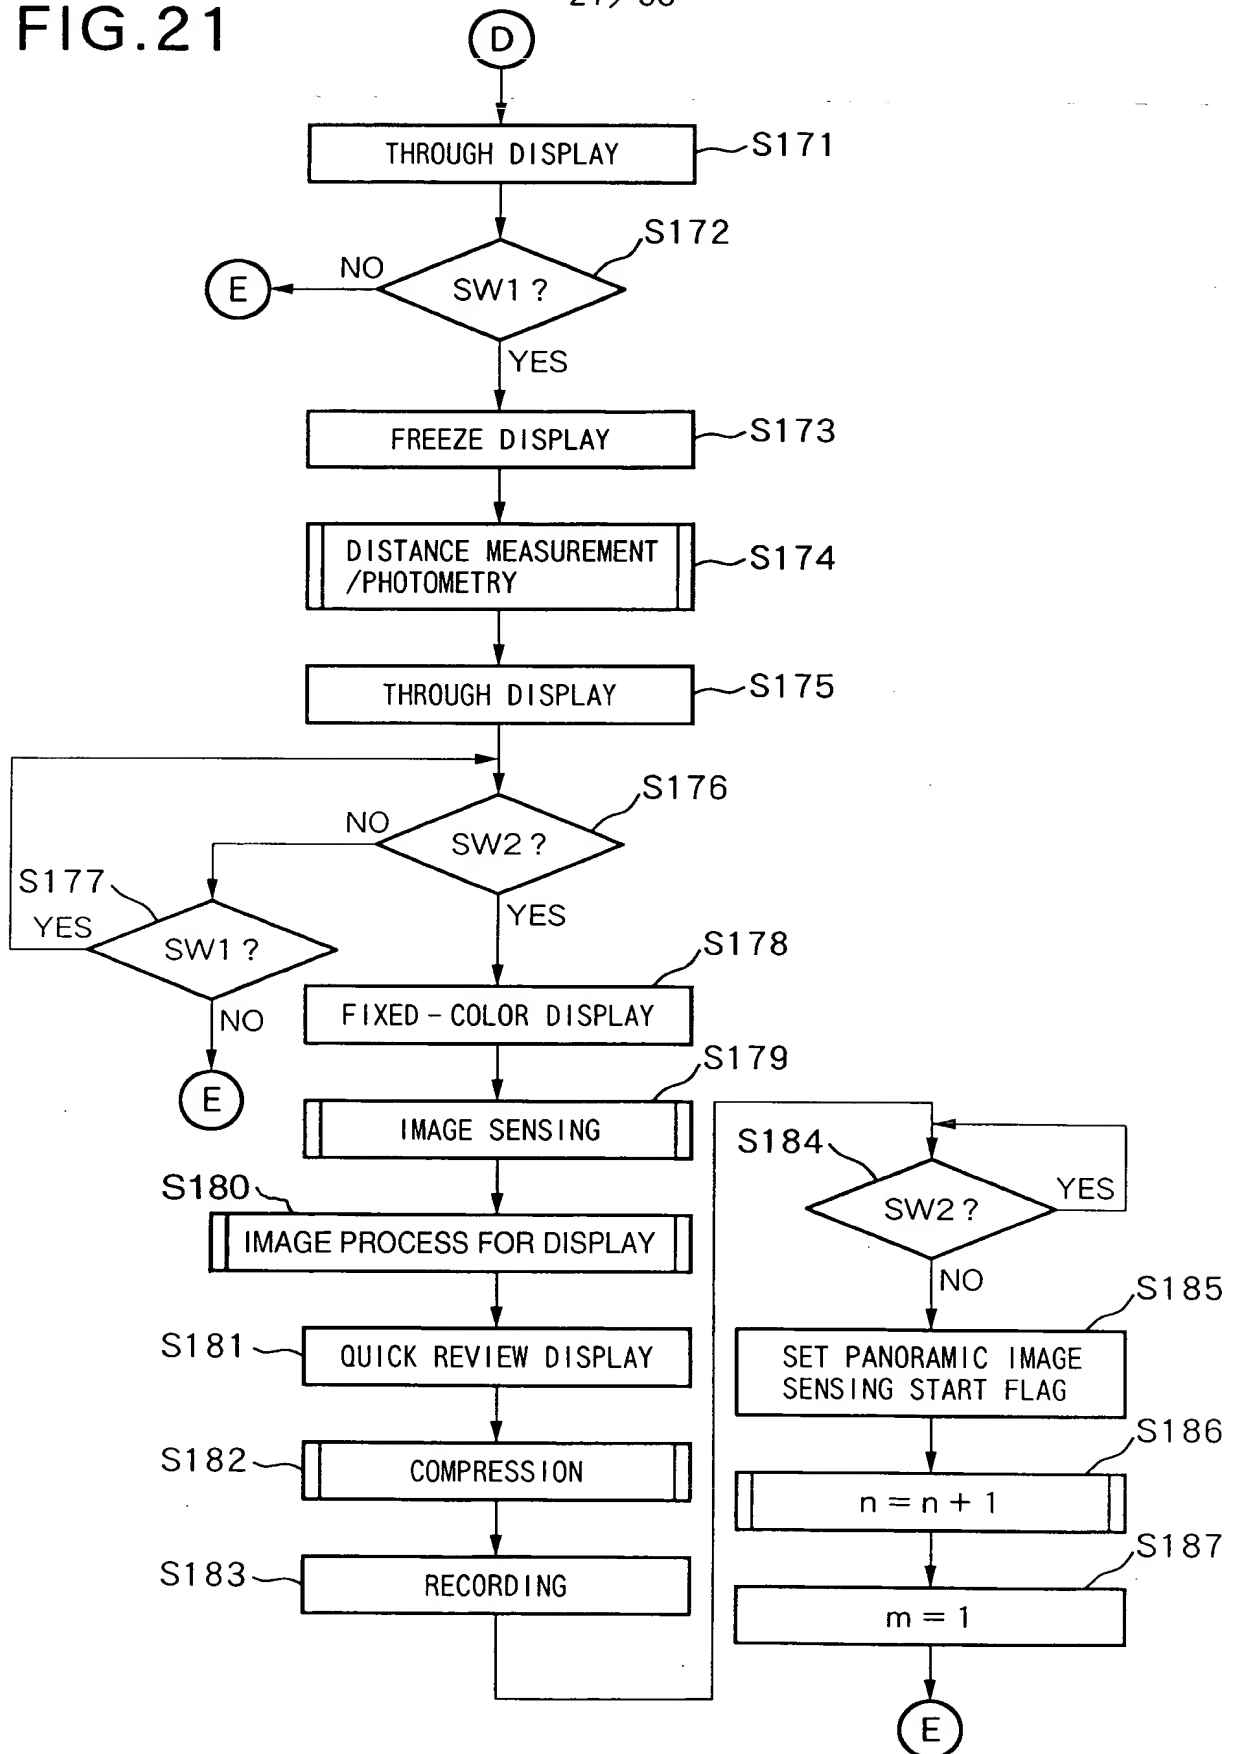 FIG.21
D
THROUGH DISPLAY
S171
S172
NO
SW1 ?
E
YES
FREEZE DISPLAY
S173
DISTANCE MEASUREMENT
/PHOTOMETRY
S174
THROUGH DISPLAY
S175
S176
NO
SW2 ?
YES
S177
YES
SW1 ?
NO
E
S178
FIXED – COLOR DISPLAY
S179
IMAGE SENSING
S180
IMAGE PROCESS FOR DISPLAY
S181
QUICK REVIEW DISPLAY
S182
COMPRESSION
S183
RECORDING
S184
SW2 ?
YES
NO
S185
SET PANORAMIC IMAGE
SENSING START FLAG
S186
n = n + 1
S187
m = 1
E